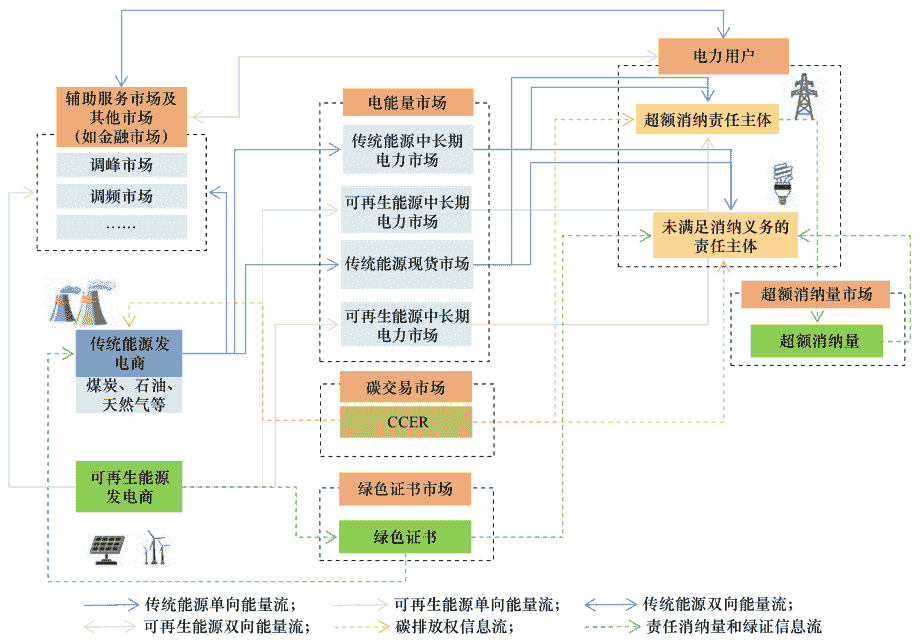 电力用户
辅助服务市场及
其他市场
（如金融市场）
调峰市场
调频市场
……
电能量市场
传统能源中长期
电力市场
可再生能源中长期
电力市场
传统能源现货市场
可再生能源中长期
电力市场
超额消纳责任主体
未满足消纳义务的
责任主体
超额消纳量市场
超额消纳量
传统能源发
电商
煤炭、石油、
天然气等
碳交易市场
CCER
可再生能源
发电商
绿色证书市场
绿色证书
传统能源单向能量流；
可再生能源单向能量流；
传统能源双向能量流；
可再生能源双向能量流；
碳排放权信息流；
责任消纳量和绿证信息流